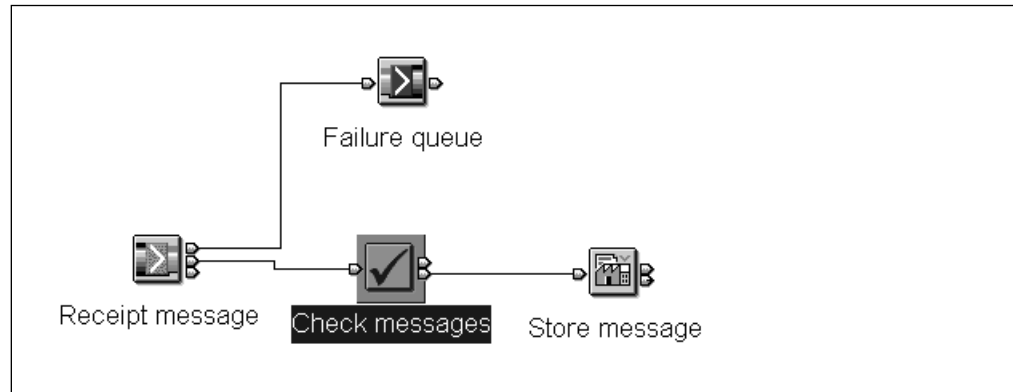 Failure queue
Receipt message
Check messages
Store message